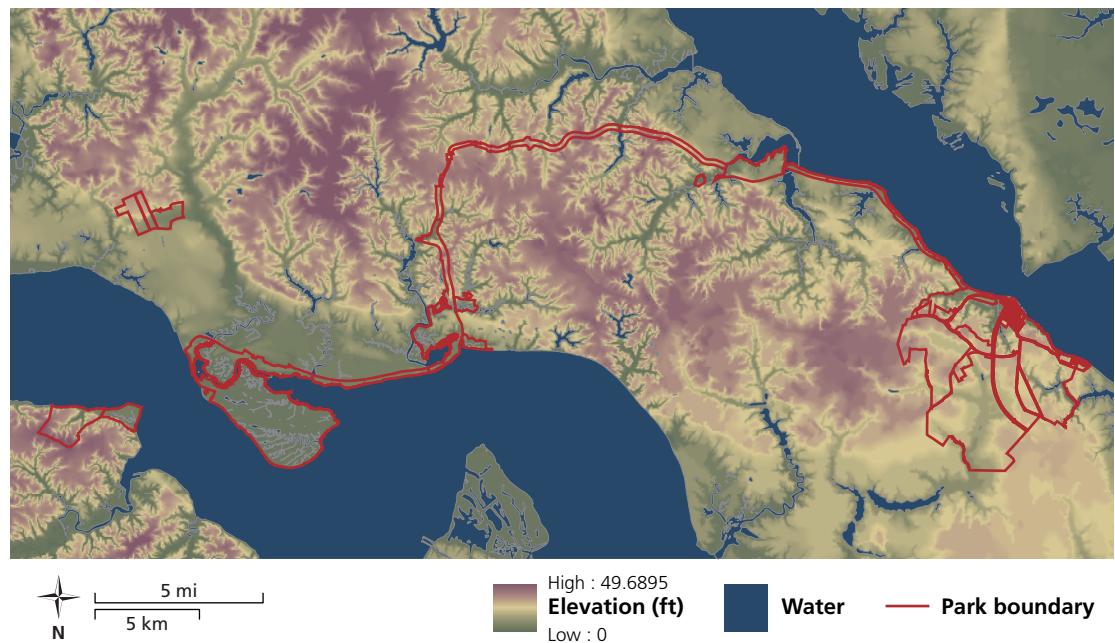 N
5 mi
5 km
High : 49.6895
Elevation (ft)
Low : 0
Water
Park boundary